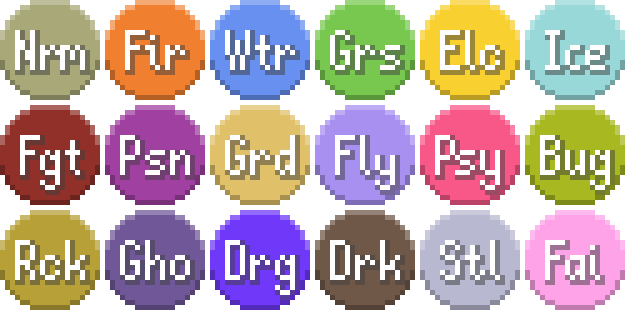 Nrm Fir Wtr Grs Elc Ice
Fgt Psn Grd Fly Psy Bug
Rck Gho Drg Drk Stl Fai